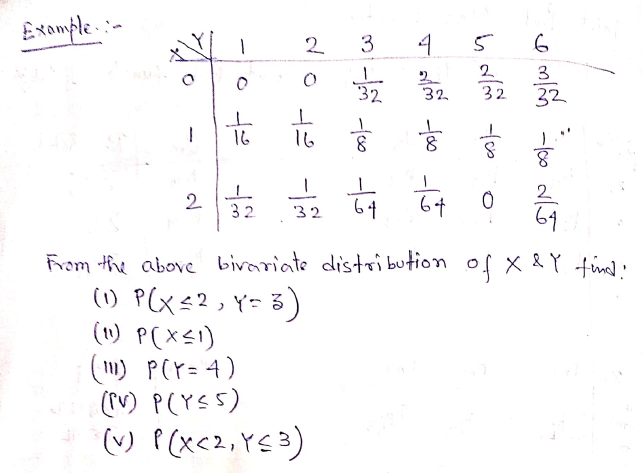 Example :-
X Y 1 2 3 4 5 6
0 0 0 1/32 2/32 2/32 3/32
1 1/16 1/16 1/8 1/8 1/8 1/8
2 1/32 1/32 1/64 1/64 0 2/64
From the above bivariate distribution of X & Y find:
(i) P(X≤2, Y=3)
(ii) P(X≤1)
(iii) P(Y=4)
(iv) P(Y≤5)
(v) P(X<2, Y≤3)